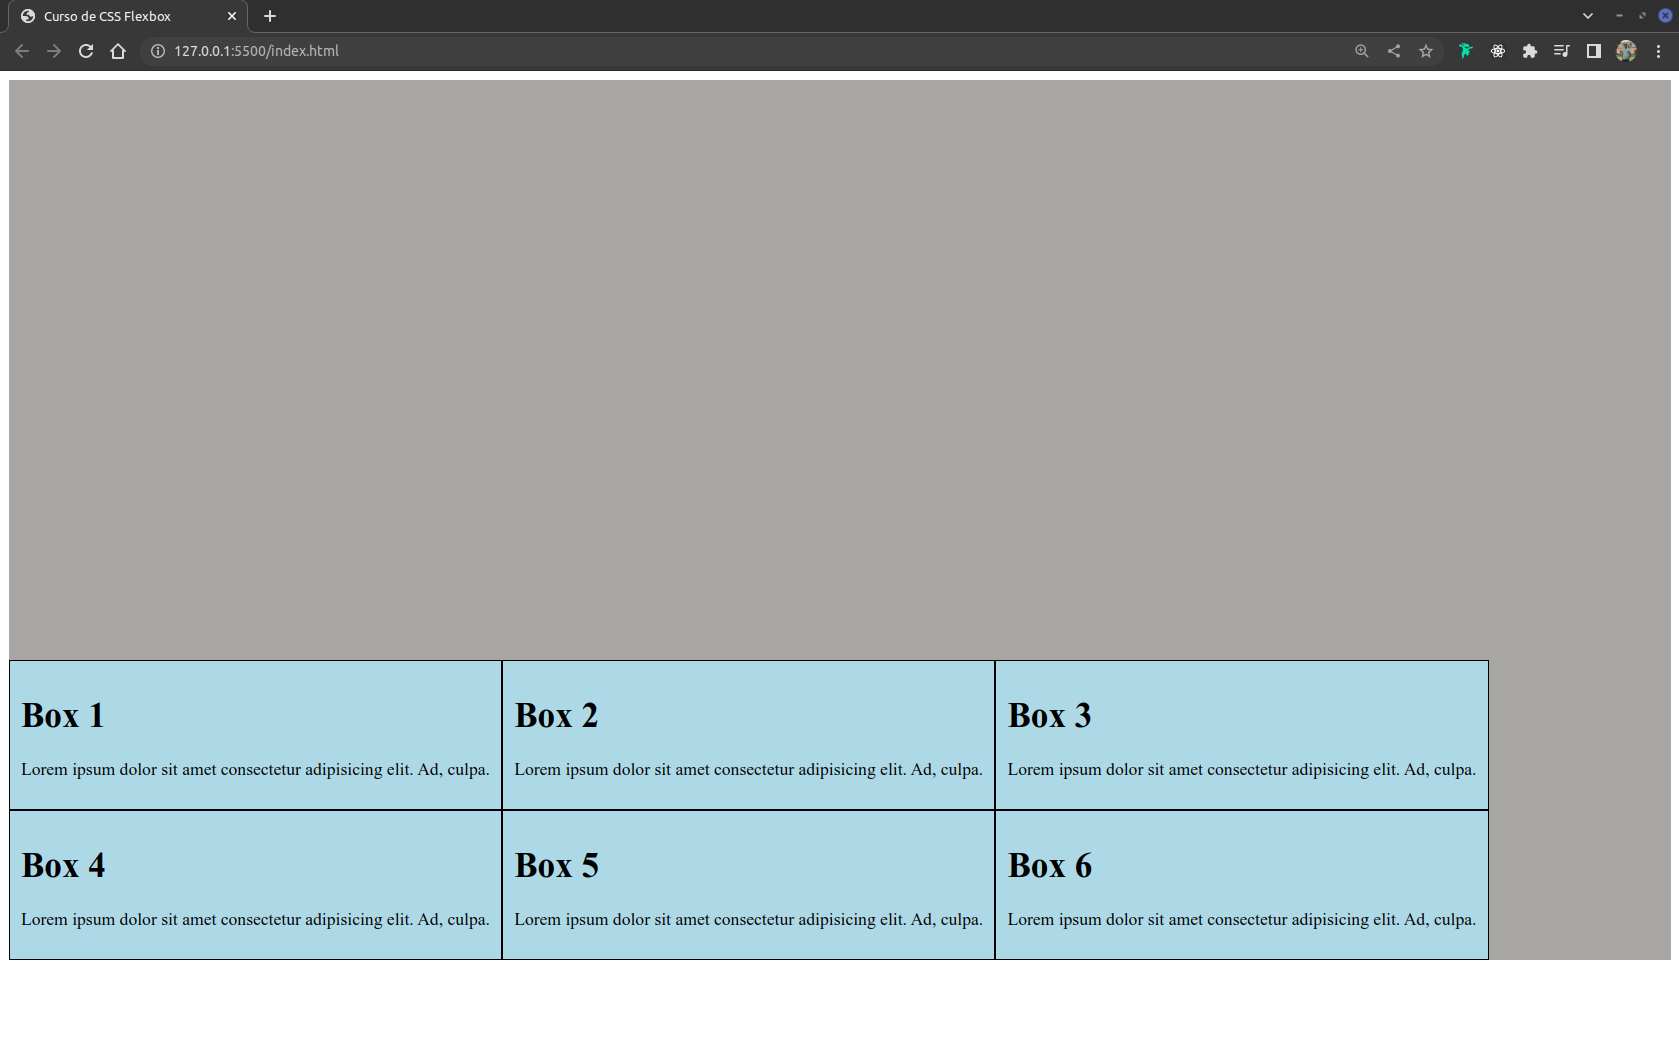 Curso de CSS Flexbox
127.0.0.1:5500/index.html
Box 1
Lorem ipsum dolor sit amet consectetur adipisicing elit. Ad, culpa.
Box 2
Lorem ipsum dolor sit amet consectetur adipisicing elit. Ad, culpa.
Box 3
Lorem ipsum dolor sit amet consectetur adipisicing elit. Ad, culpa.
Box 4
Lorem ipsum dolor sit amet consectetur adipisicing elit. Ad, culpa.
Box 5
Lorem ipsum dolor sit amet consectetur adipisicing elit. Ad, culpa.
Box 6
Lorem ipsum dolor sit amet consectetur adipisicing elit. Ad, culpa.